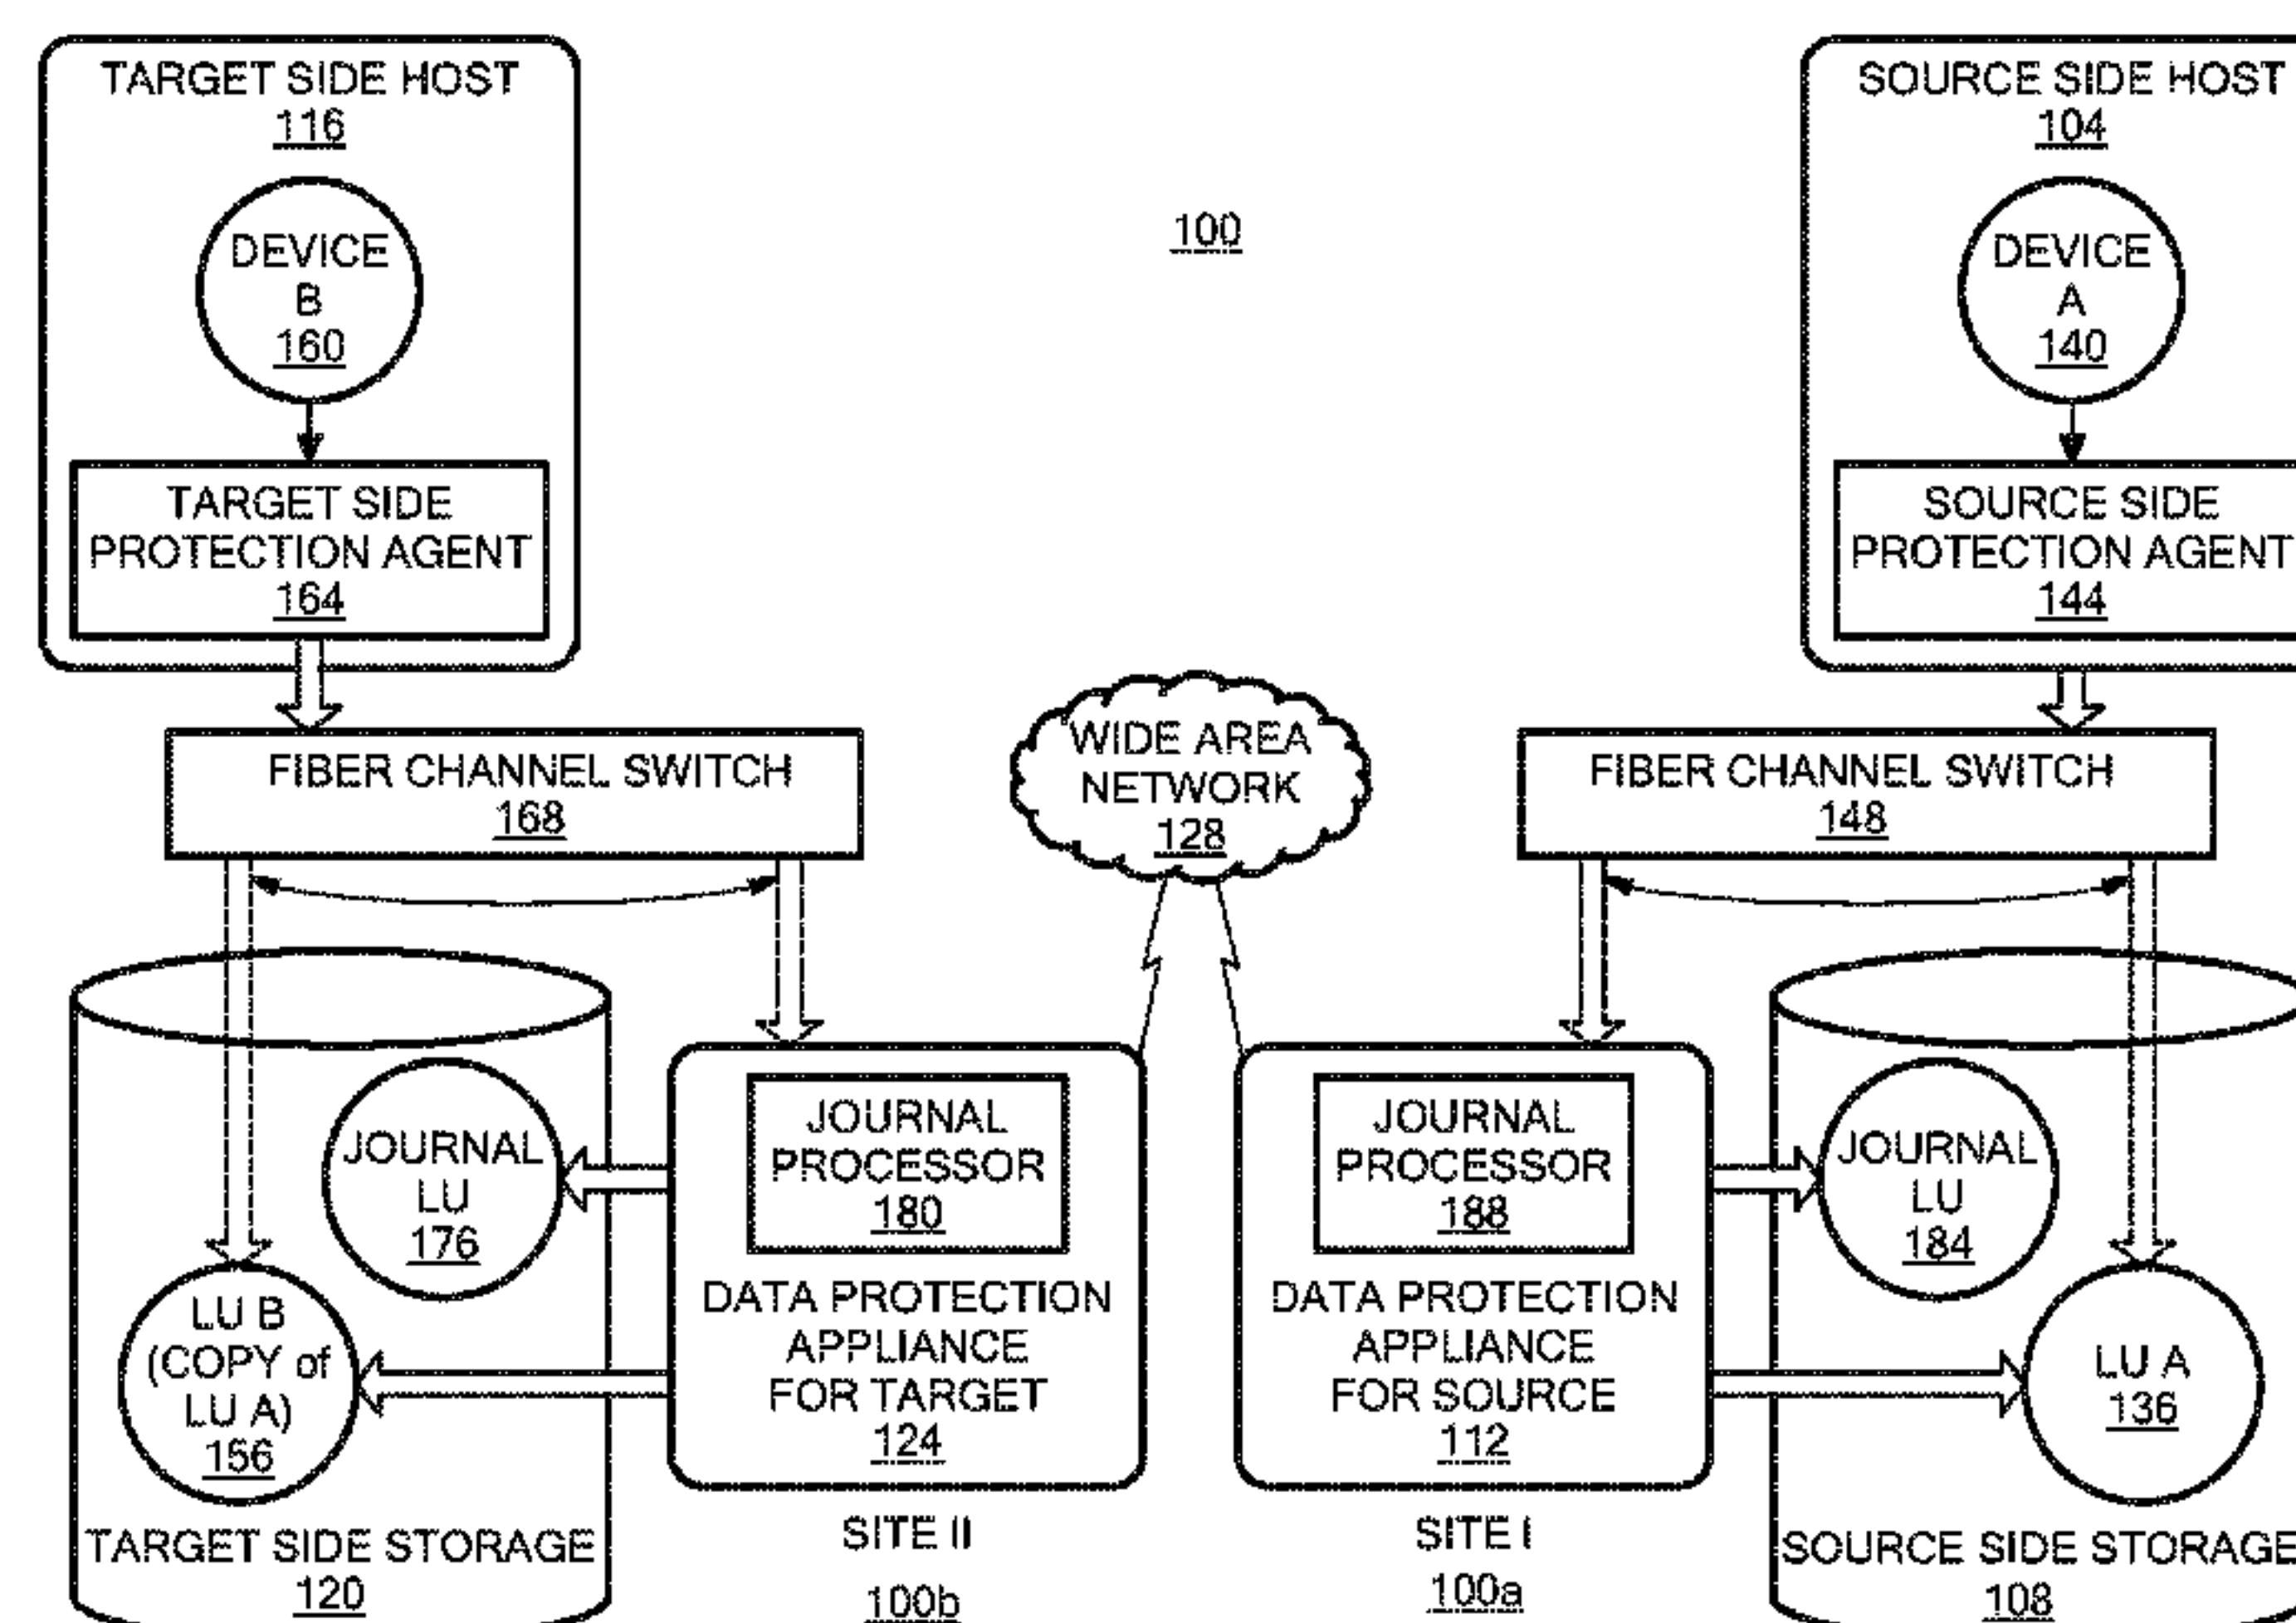 TARGET SIDE HOST
116
DEVICE
B
160
TARGET SIDE
PROTECTION AGENT
164
FIBER CHANNEL SWITCH
168
100
SOURCE SIDE HOST
104
DEVICE
A
140
SOURCE SIDE
PROTECTION AGENT
144
FIBER CHANNEL SWITCH
148
WIDE AREA
NETWORK
128
JOURNAL
LU
176
LU B
(COPY of
LU A)
156
TARGET SIDE STORAGE
120
JOURNAL
PROCESSOR
180
DATA PROTECTION
APPLIANCE
FOR TARGET
124
SITE II
100b
JOURNAL
PROCESSOR
188
DATA PROTECTION
APPLIANCE
FOR SOURCE
112
SITE I
100a
JOURNAL
LU
184
LU A
136
SOURCE SIDE STORAGE
108